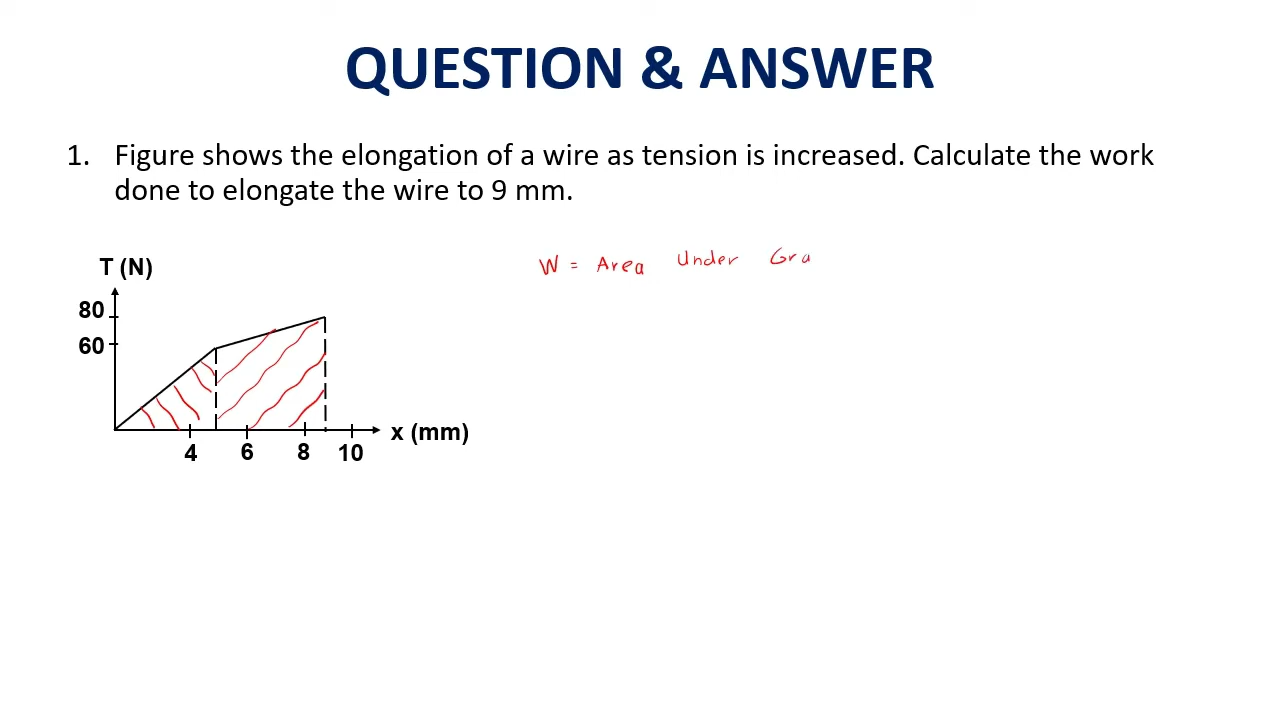 QUESTION & ANSWER
1. Figure shows the elongation of a wire as tension is increased. Calculate the work
done to elongate the wire to 9 mm.
W = Area Under Gra
T (N)
80
60
x (mm)
4 6 8 10